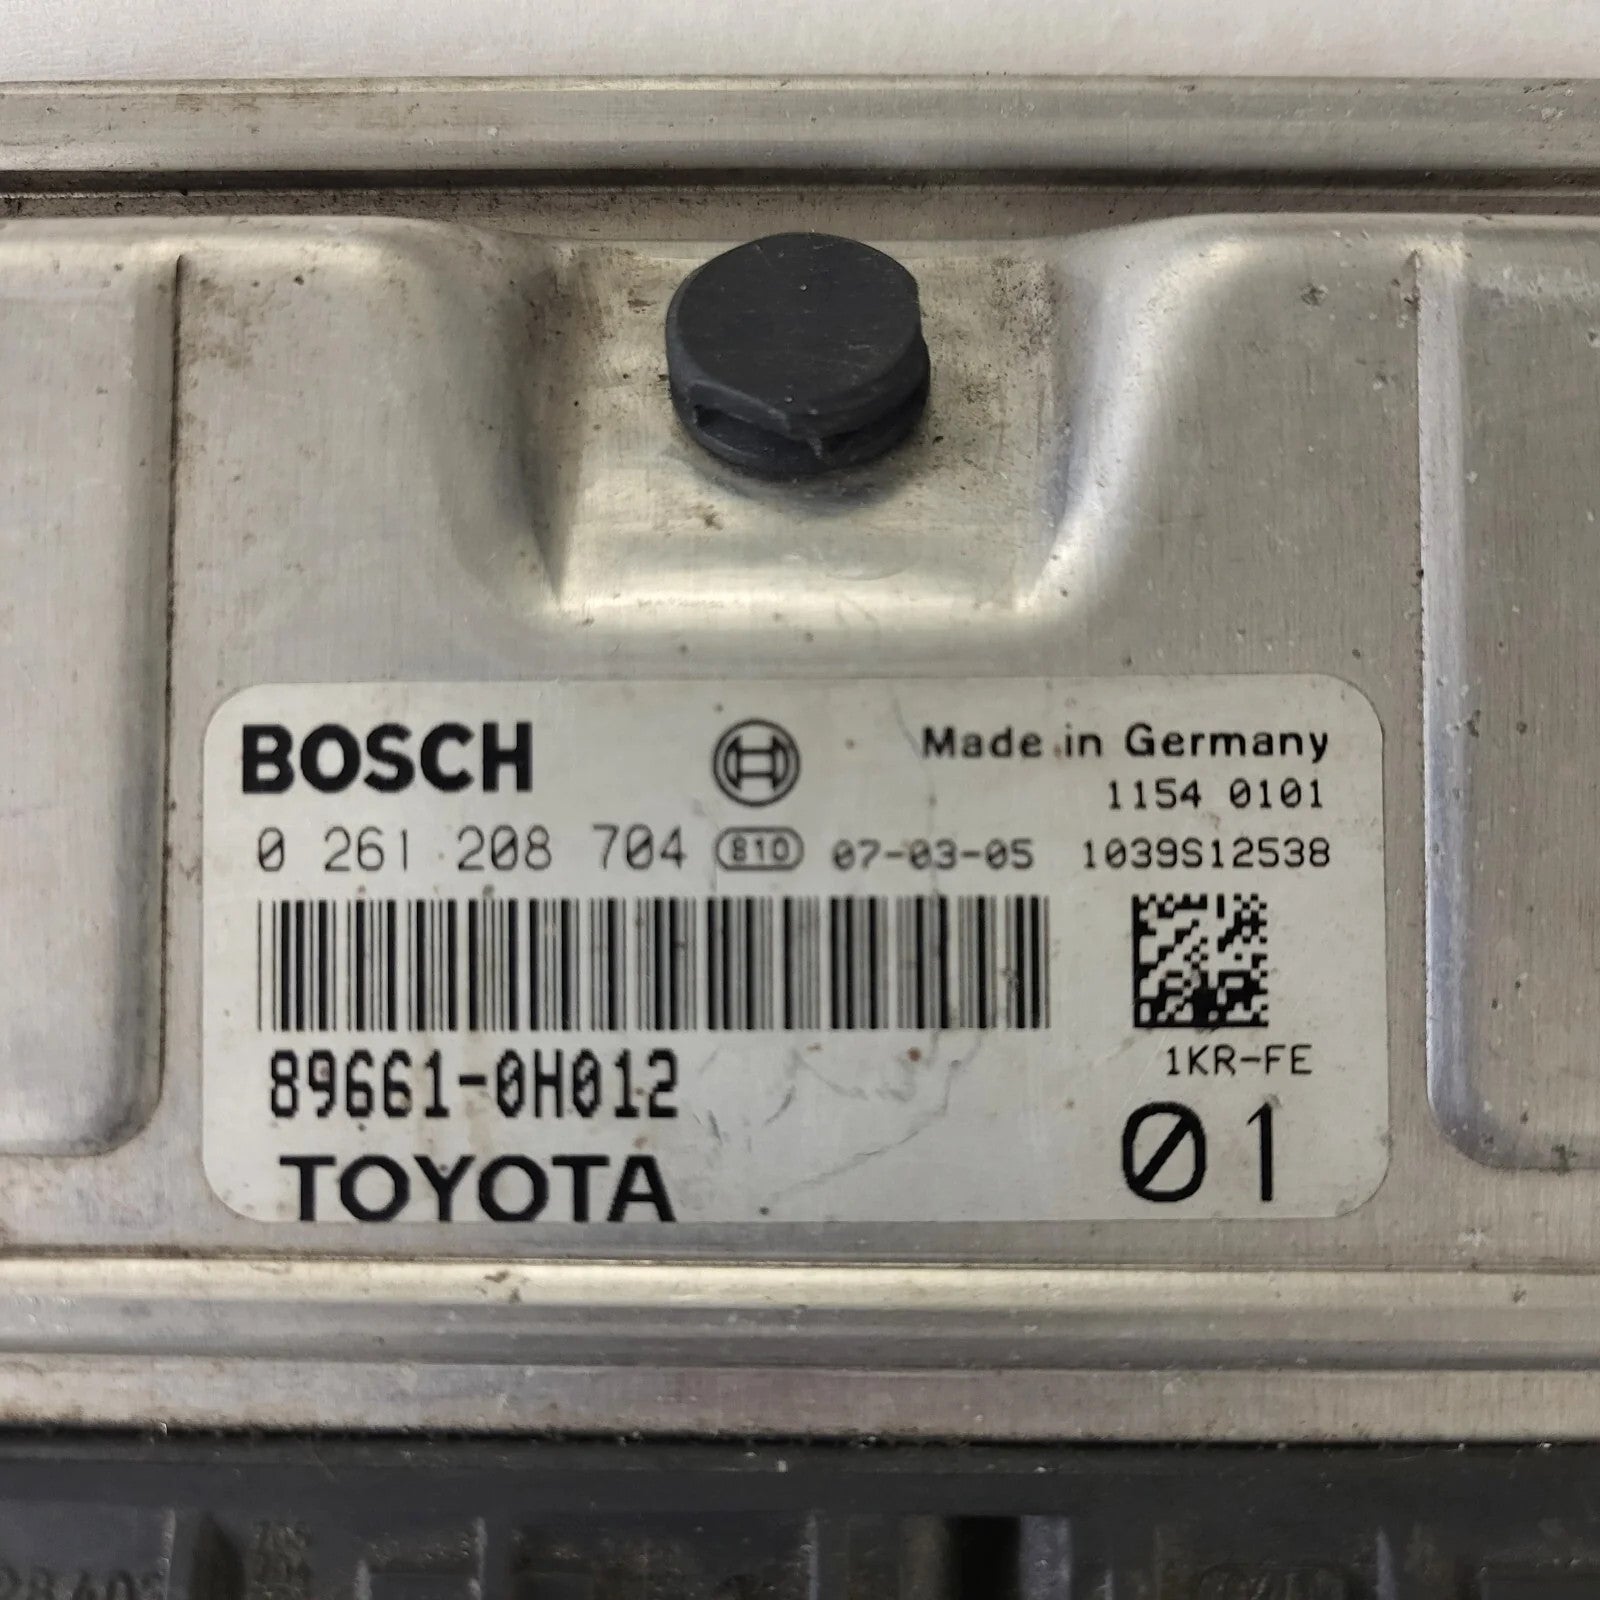 BOSCH
Made in Germany
1154 0101
0 261 208 704 810 07-03-05 1039S12538
89661-0H012
1KR-FE
TOYOTA
01